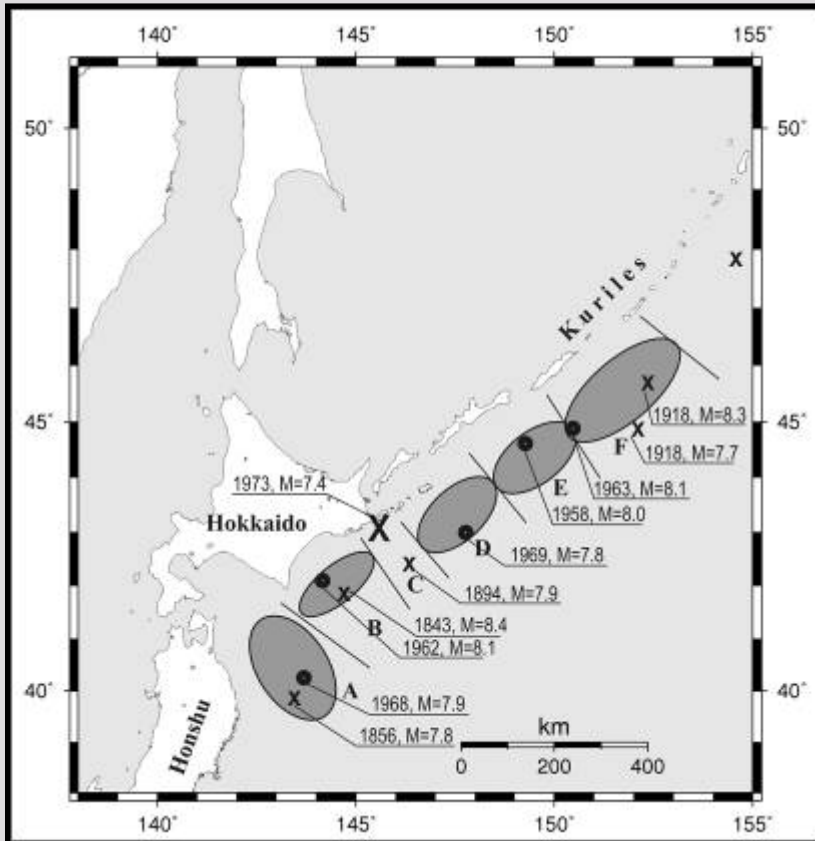 140° 145° 150° 155°
50° 50°
Kuriles
45° 45°
1918, M=8.3
F
1918, M=7.7
1973, M=7.4
E
1963, M=8.1
1958, M=8.0
Hokkaido
D
1969, M=7.8
C
1894, M=7.9
B
1843, M=8.4
1962, M=8.1
A
1968, M=7.9
1856, M=7.8
40° 40°
Honshu
km
0 200 400
140° 145° 150° 155°